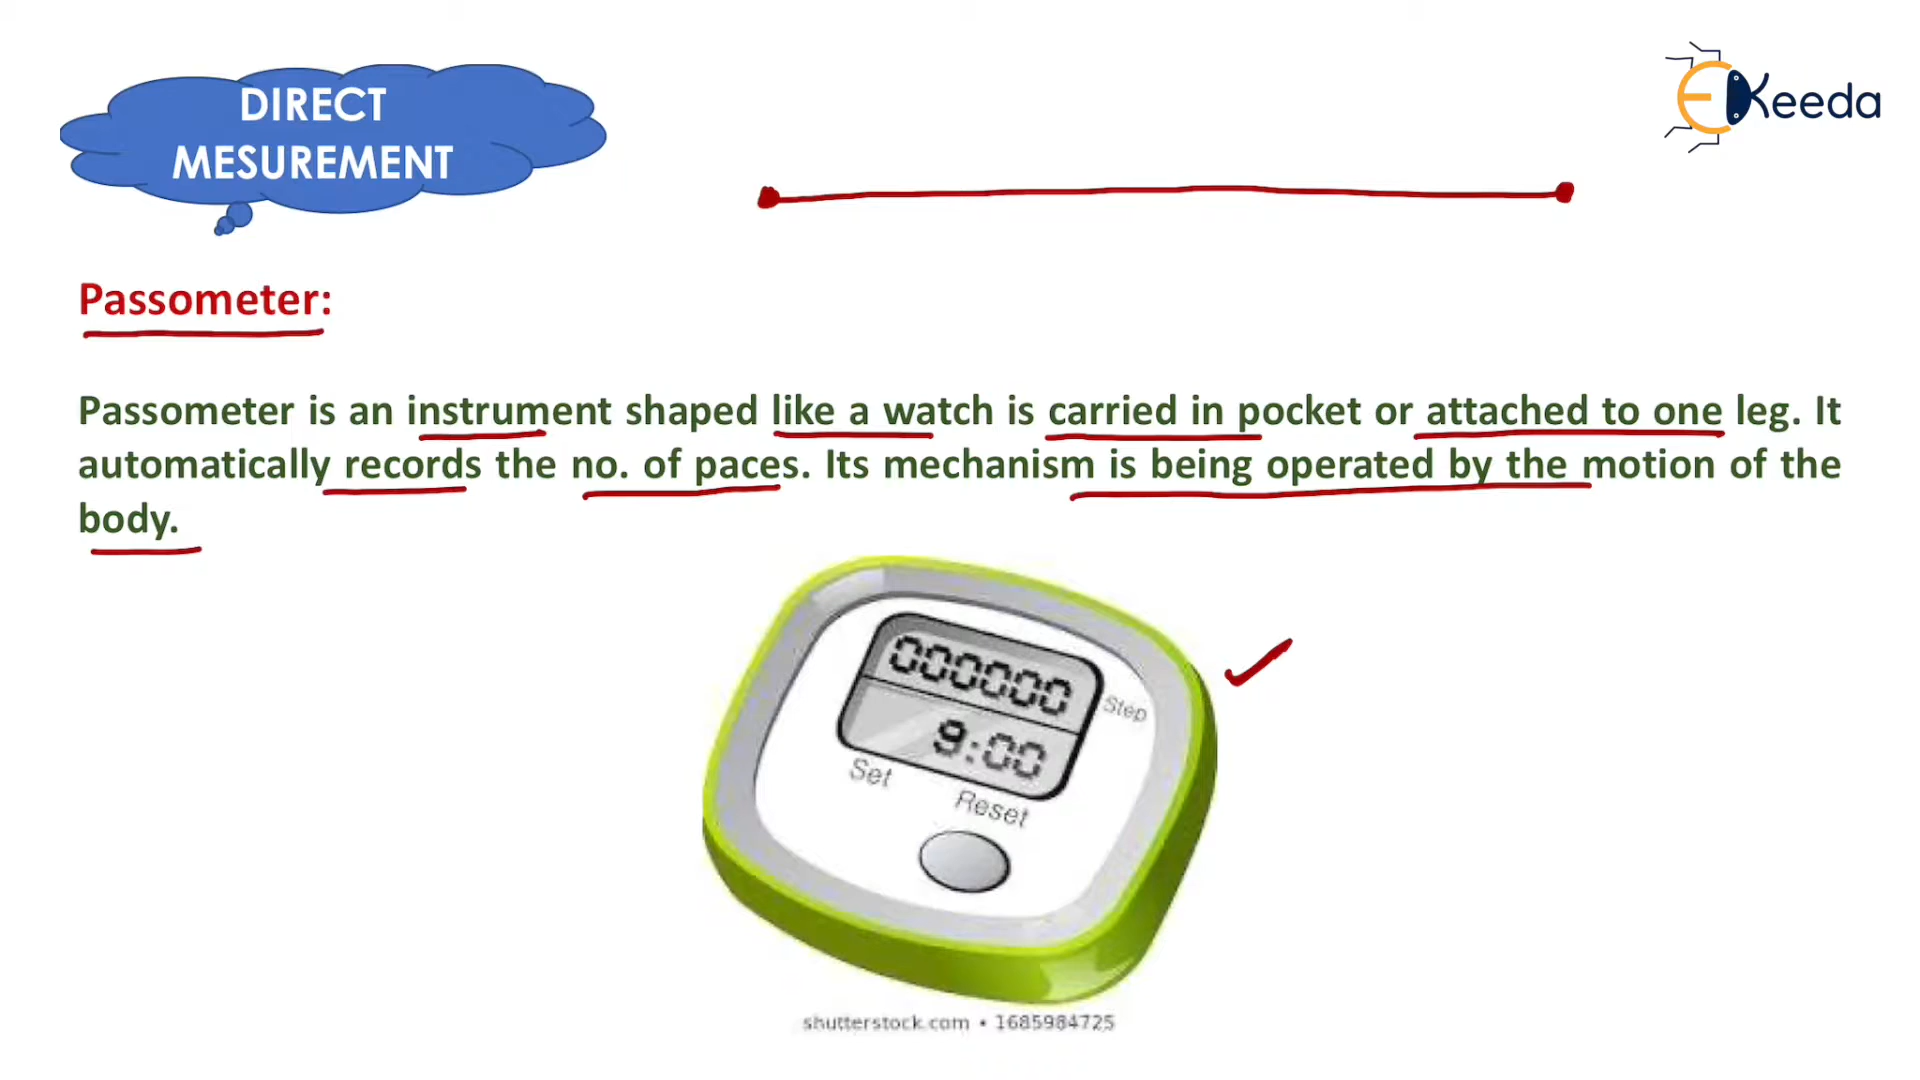 DIRECT
MESUREMENT
EKeeda
Passometer:
Passometer is an instrument shaped like a watch is carried in pocket or attached to one leg. It
automatically records the no. of paces. Its mechanism is being operated by the motion of the
body.
000000
Step
9:00
Set
Reset
shutterstock.com • 1685984725